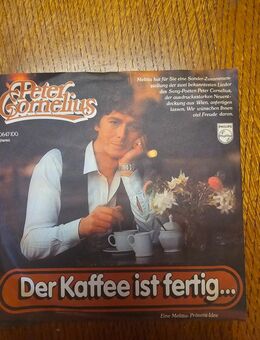 Peter
Cornelius
Melitta hat für Sie eine Sonder-Zusammen-
stellung der zwei bekanntesten Lieder
des Song-Poeten Peter Cornelius,
der ausdrucksstarken Neuent-
deckung aus Wien, anfertigen
lassen. Wir wünschen Ihnen
viel Freude daran.
PHILIPS
0647100
Der Kaffee ist fertig...
Eine Melitta-Präsent-Idee